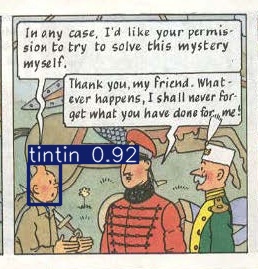 In any case, I'd like your permis-
sion to try to solve this mystery
myself.
Thank you, my friend. What-
ever happens, I shall never for-
get what you have done for me!
tintin 0.92